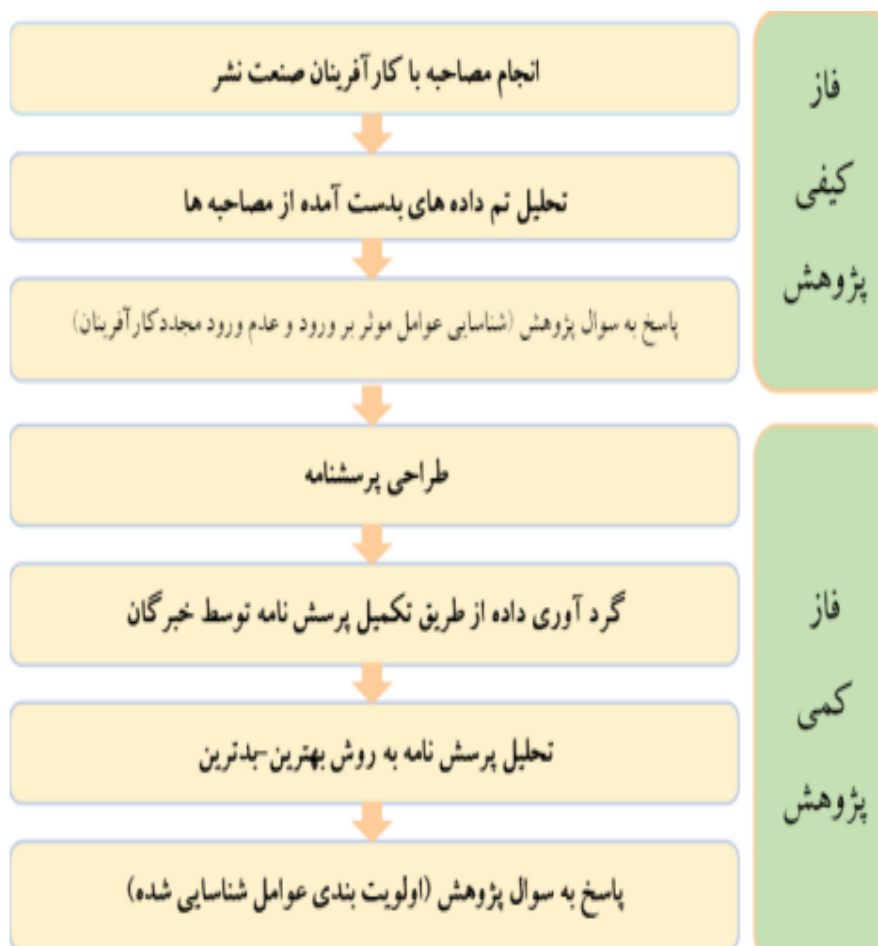 فاز
کیفی
پژوهش
انجام مصاحبه با کارآفرینان صنعت نشر
تحلیل تم داده های بدست آمده از مصاحبه ها
پاسخ به سوال پژوهش (شناسایی عوامل موثر بر ورود و عدم ورود مجددکارآفرینان)
فاز
کمی
پژوهش
طراحی پرسشنامه
گرد آوری داده از طریق تکمیل پرسش نامه توسط خبرگان
تحلیل پرسش نامه به روش بهترین-بدترین
پاسخ به سوال پژوهش (اولویت بندی عوامل شناسایی شده)